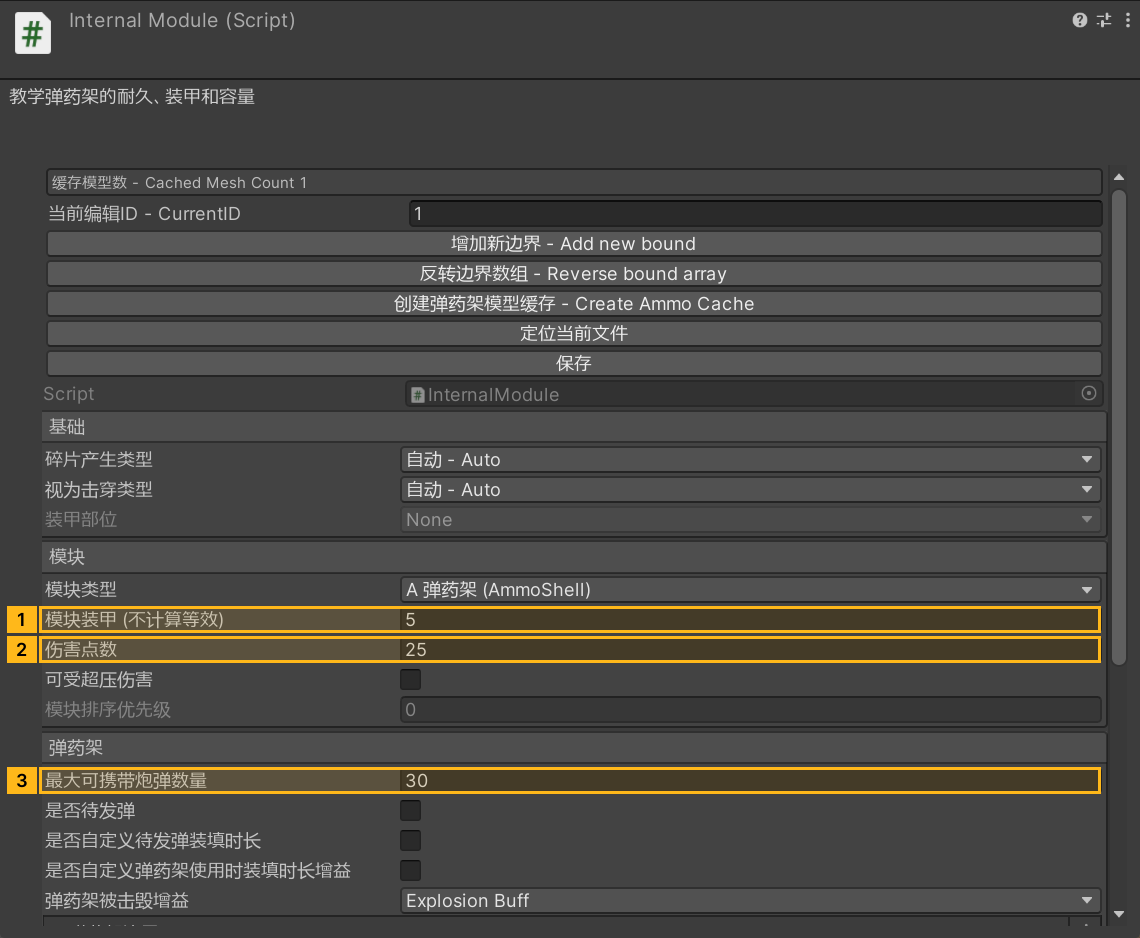 # Internal Module (Script)
教学弹药架的耐久、装甲和容量
缓存模型数 - Cached Mesh Count 1
当前编辑ID - CurrentID 1
增加新边界 - Add new bound
反转边界数组 - Reverse bound array
创建弹药架模型缓存 - Create Ammo Cache
定位当前文件
保存
Script # InternalModule
基础
碎片产生类型 自动 - Auto
视为击穿类型 自动 - Auto
装甲部位 None
模块
模块类型 A 弹药架 (AmmoShell)
1 模块装甲 (不计算等效) 5
2 伤害点数 25
可受超压伤害
模块排序优先级 0
弹药架
3 最大可携带炮弹数量 30
是否待发弹
是否自定义待发弹装填时长
是否自定义弹药架使用时装填时长增益
弹药架被击毁增益 Explosion Buff